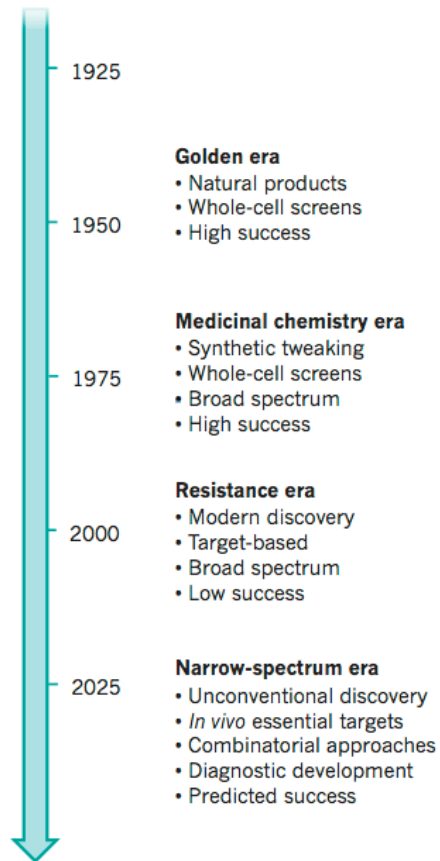 1925
Golden era
• Natural products
• Whole-cell screens
• High success
1950
Medicinal chemistry era
• Synthetic tweaking
• Whole-cell screens
• Broad spectrum
• High success
1975
Resistance era
• Modern discovery
• Target-based
• Broad spectrum
• Low success
2000
Narrow-spectrum era
• Unconventional discovery
• In vivo essential targets
• Combinatorial approaches
• Diagnostic development
• Predicted success
2025